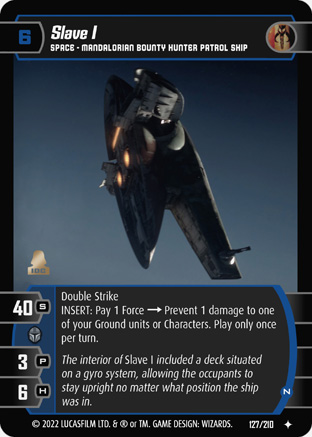 6
Slave I
SPACE - MANDALORIAN BOUNTY HUNTER PATROL SHIP
40 S
3 P
6 H
Double Strike
INSERT: Pay 1 Force → Prevent 1 damage to one
of your Ground units or Characters. Play only once
per turn.
The interior of Slave I included a deck situated
on a gyro system, allowing the occupants to
stay upright no matter what position the ship
was in.
N
© 2022 LUCASFILM LTD. & ® or TM. GAME DESIGN: WIZARDS.
127/210